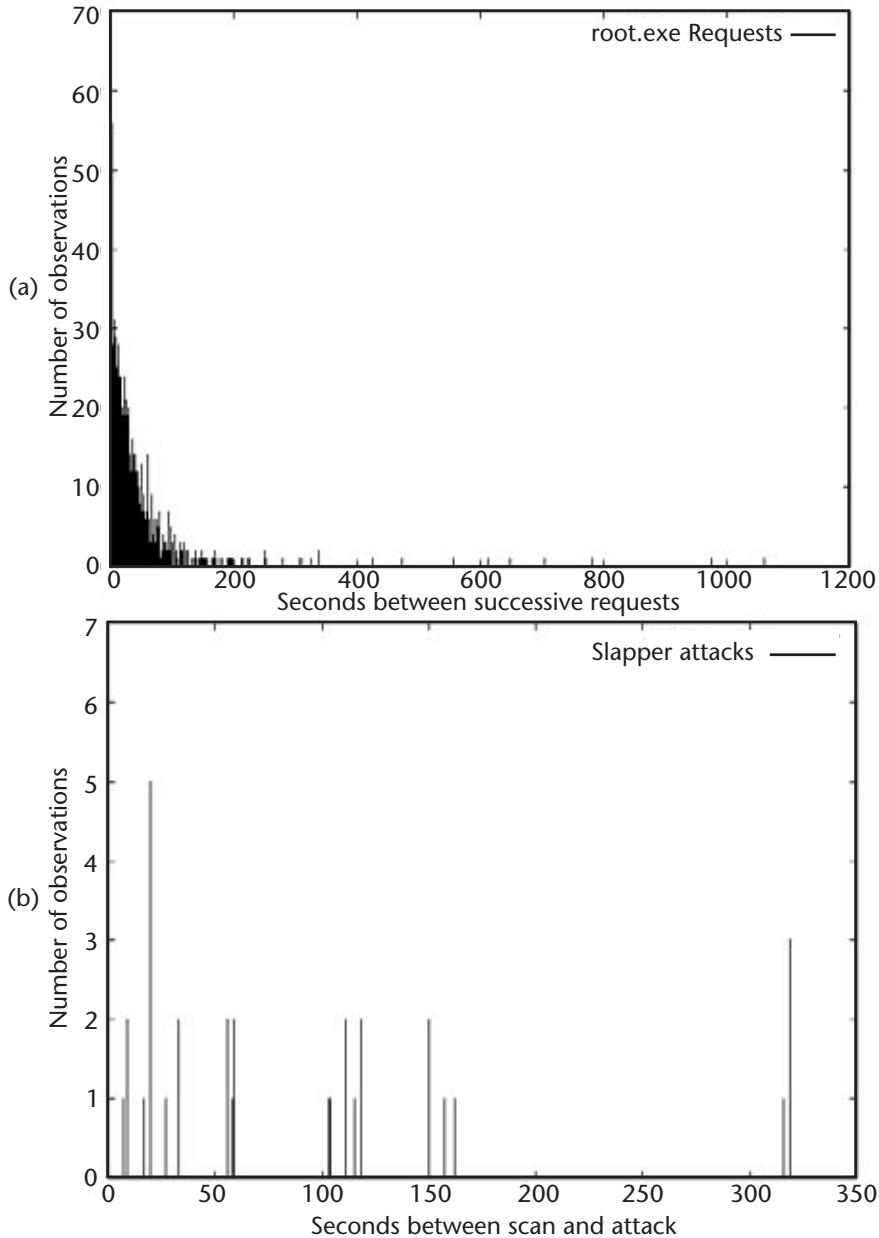 70
root.exe Requests
60
50
40
30
20
10
0
Number of observations
(a)
0 200 400 600 800 1000 1200
Seconds between successive requests
7
Slapper attacks
6
5
4
3
2
1
0
Number of observations
(b)
0 50 100 150 200 250 300 350
Seconds between scan and attack